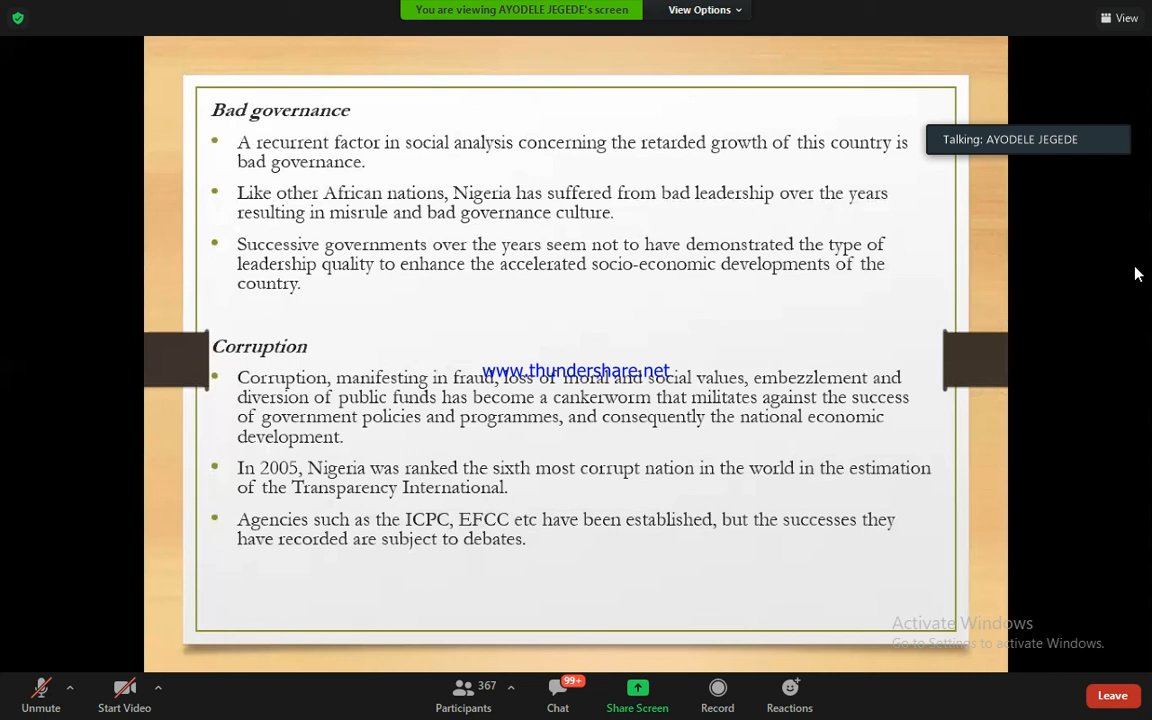 You are viewing AYODELE JEGEDE's screen
View Options
View
Bad governance
• A recurrent factor in social analysis concerning the retarded growth of this country is
bad governance.
Talking: AYODELE JEGEDE
• Like other African nations, Nigeria has suffered from bad leadership over the years
resulting in misrule and bad governance culture.
• Successive governments over the years seem not to have demonstrated the type of
leadership quality to enhance the accelerated socio-economic developments of the
country.
Corruption
www.thundershare.net
• Corruption, manifesting in fraud, loss of moral and social values, embezzlement and
diversion of public funds has become a cankerworm that militates against the success
of government policies and programmes, and consequently the national economic
development.
• In 2005, Nigeria was ranked the sixth most corrupt nation in the world in the estimation
of the Transparency International.
• Agencies such as the ICPC, EFCC etc have been established, but the successes they
have recorded are subject to debates.
Activate Windows
Go to Settings to activate Windows.
367
99+
Unmute
Start Video
Participants
Chat
Share Screen
Record
Reactions
Leave